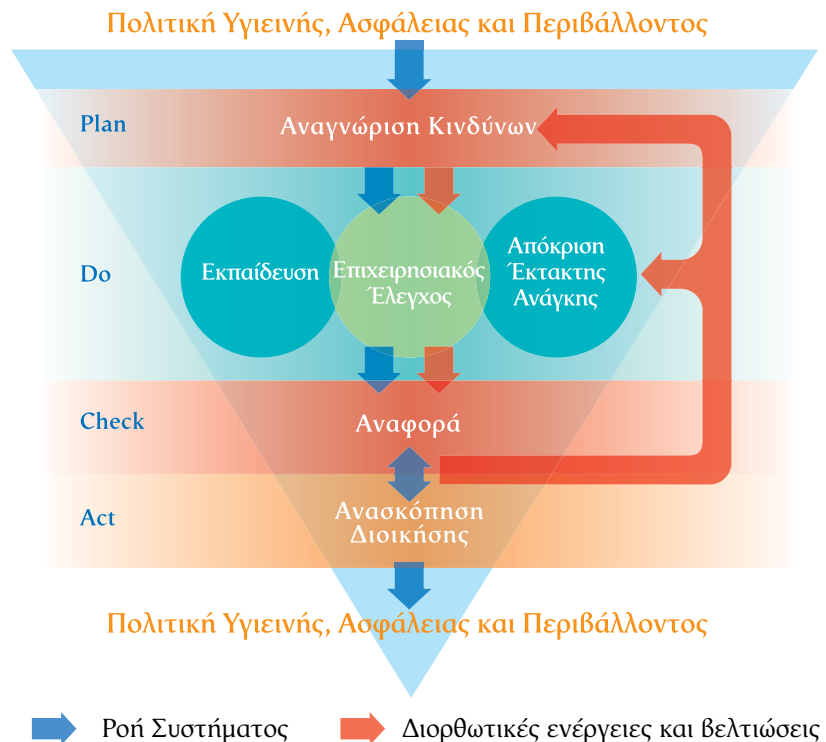 Πολιτική Υγιεινής, Ασφάλειας και Περιβάλλοντος
Plan
Αναγνώριση Κινδύνων
Do
Εκπαίδευση
Επιχειρησιακός
Έλεγχος
Απόκριση
Έκτακτης
Ανάγκης
Check
Αναφορά
Act
Ανασκόπηση
Διοικήσης
Πολιτική Υγιεινής, Ασφάλειας και Περιβάλλοντος
Ροή Συστήματος
Διορθωτικές ενέργειες και βελτιώσεις